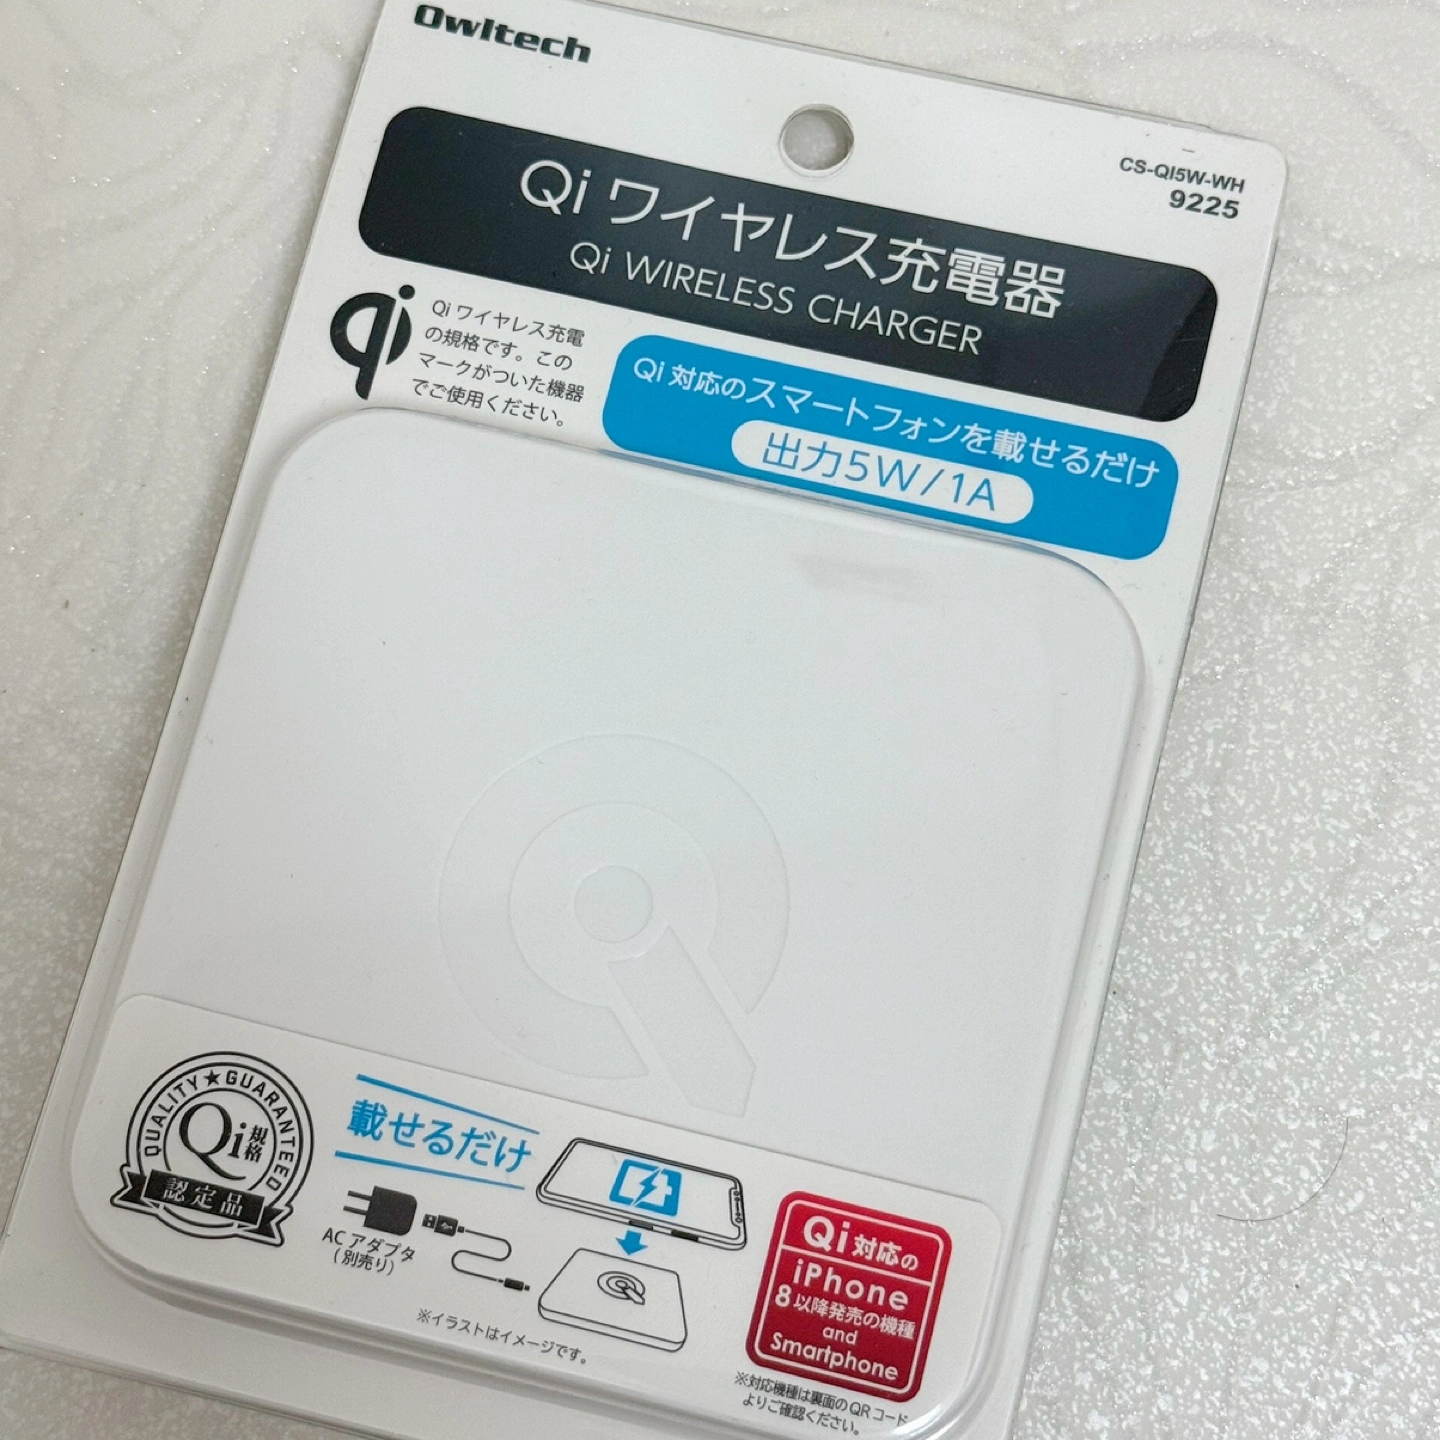 Owltech
CS-QI5W-WH
9225
Qi ワイヤレス充電器
Qi WIRELESS CHARGER
qi
Qi ワイヤレス充電
の規格です。この
マークがついた機器
でご使用ください。
Qi 対応のスマートフォンを載せるだけ
出力5W/1A
QUALITY★GUARANTEED
Qi規格
認定品
載せるだけ
AC アダプタ
(別売り)
※イラストはイメージです。
Qi対応の
iPhone
8以降発売の機種
and
Smartphone
※対応機種は裏面のQRコード
よりご確認ください。